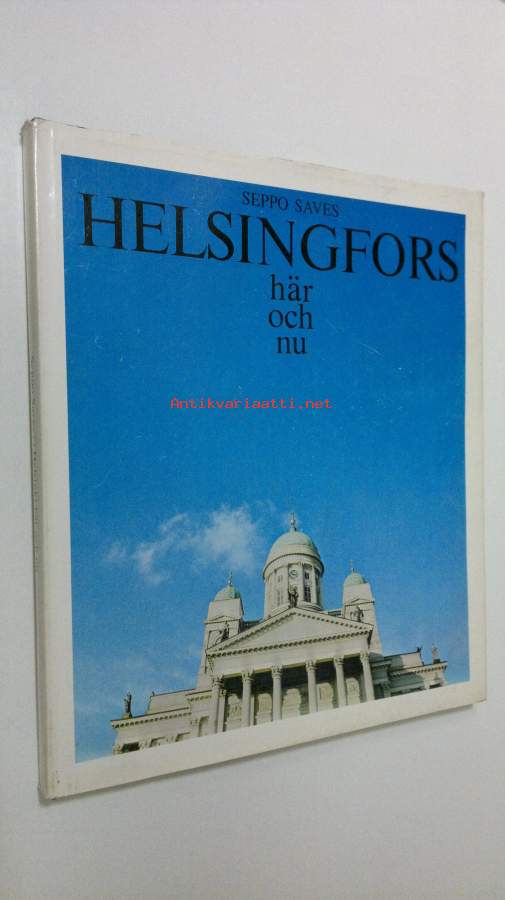 SEPPO SAVES
HELSINGFORS
här
och
nu
Antikvariaatti.net